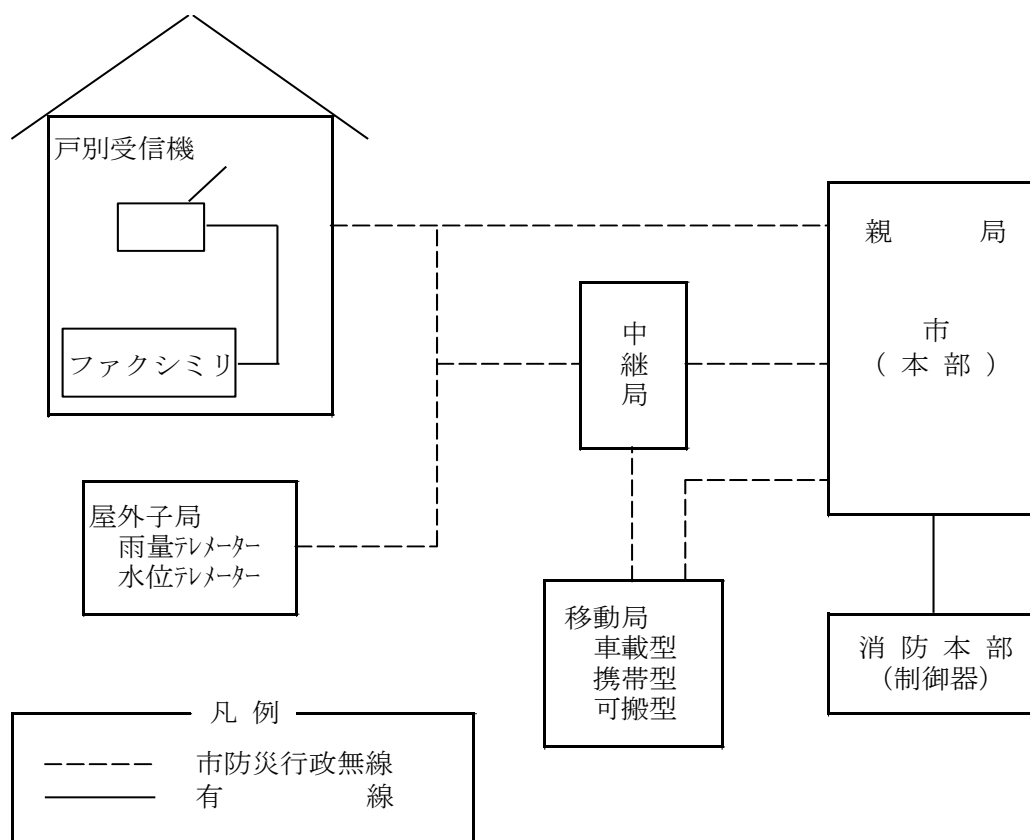 戸別受信機
ファクシミリ
親 局
市
（ 本 部 ）
中
継
局
屋外子局
雨量ﾃﾚﾒｰﾀｰ
水位ﾃﾚﾒｰﾀｰ
移動局
車載型
携帯型
可搬型
消 防 本 部
（制御器）
凡 例
市防災行政無線
有 線